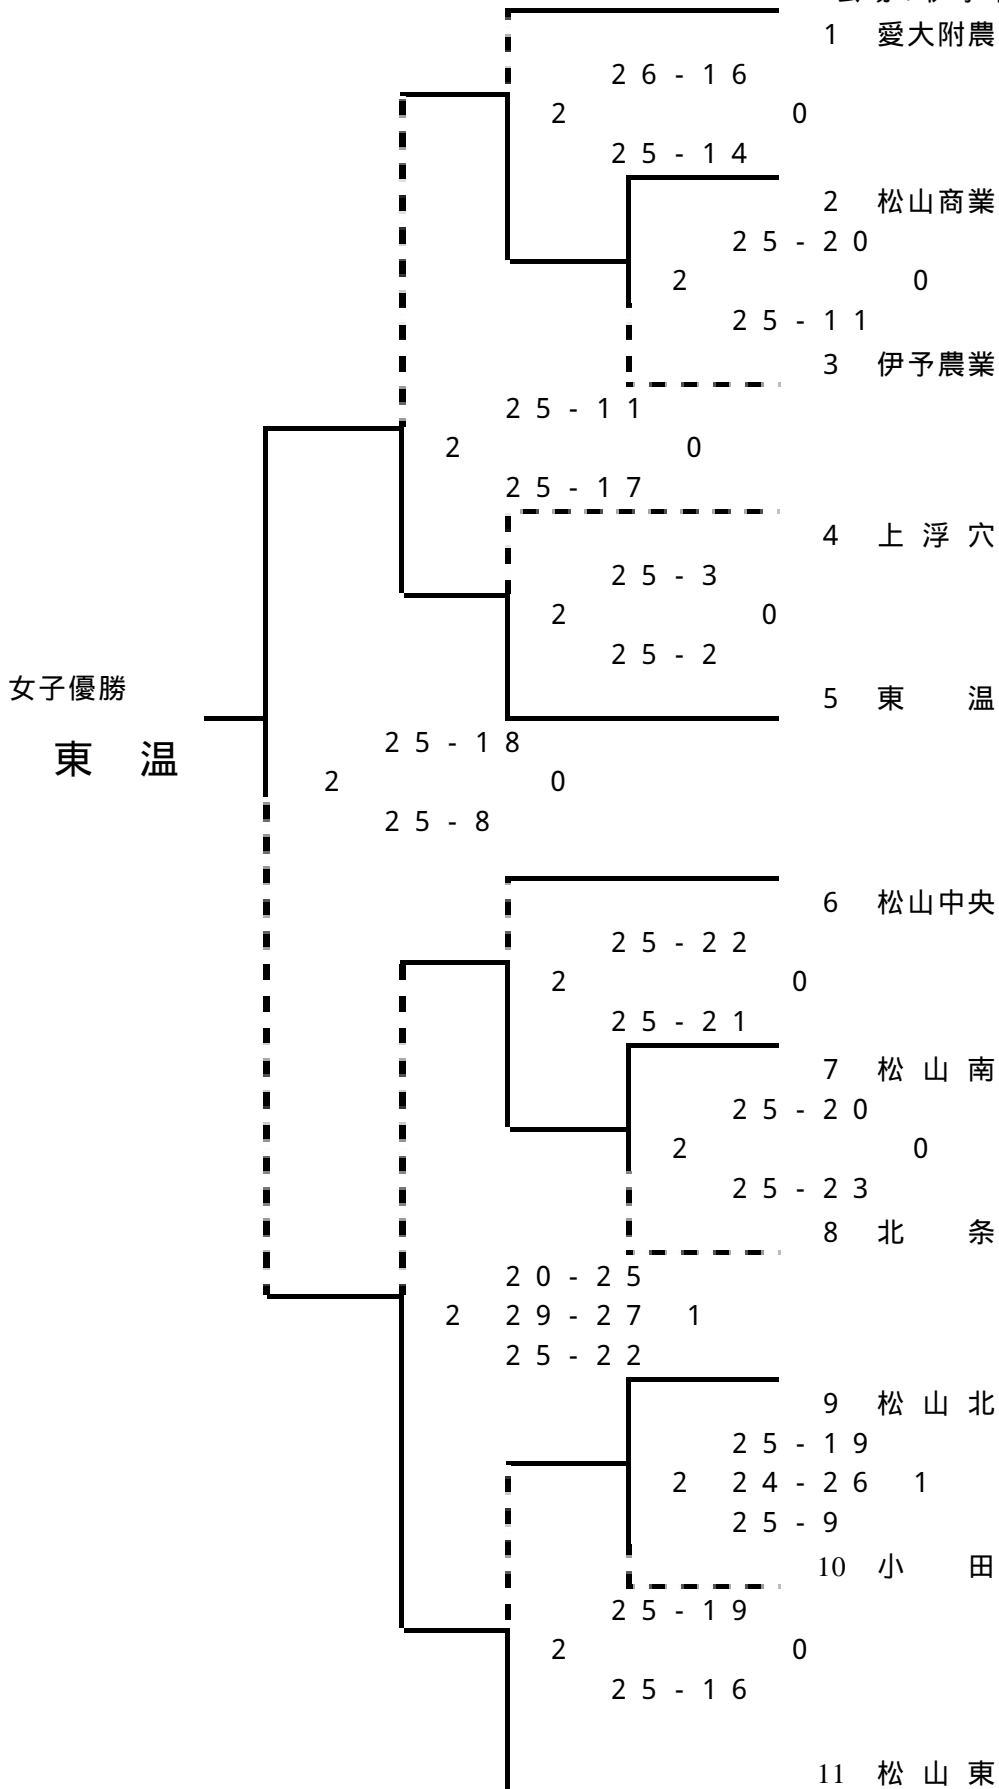 1 愛大附農
26-16
2 0
25-14
2 松山商業
25-20
2 0
25-11
3 伊予農業
25-11
2 0
25-17
4 上浮穴
25-3
2 0
25-2
女子優勝
5 東温
東温
25-18
2 0
25-8
6 松山中央
25-22
2 0
25-21
7 松山南
25-20
2 0
25-23
8 北条
20-25
2 29-27 1
25-22
9 松山北
25-19
2 24-26 1
25-9
10 小田
25-19
2 0
25-16
11 松山東